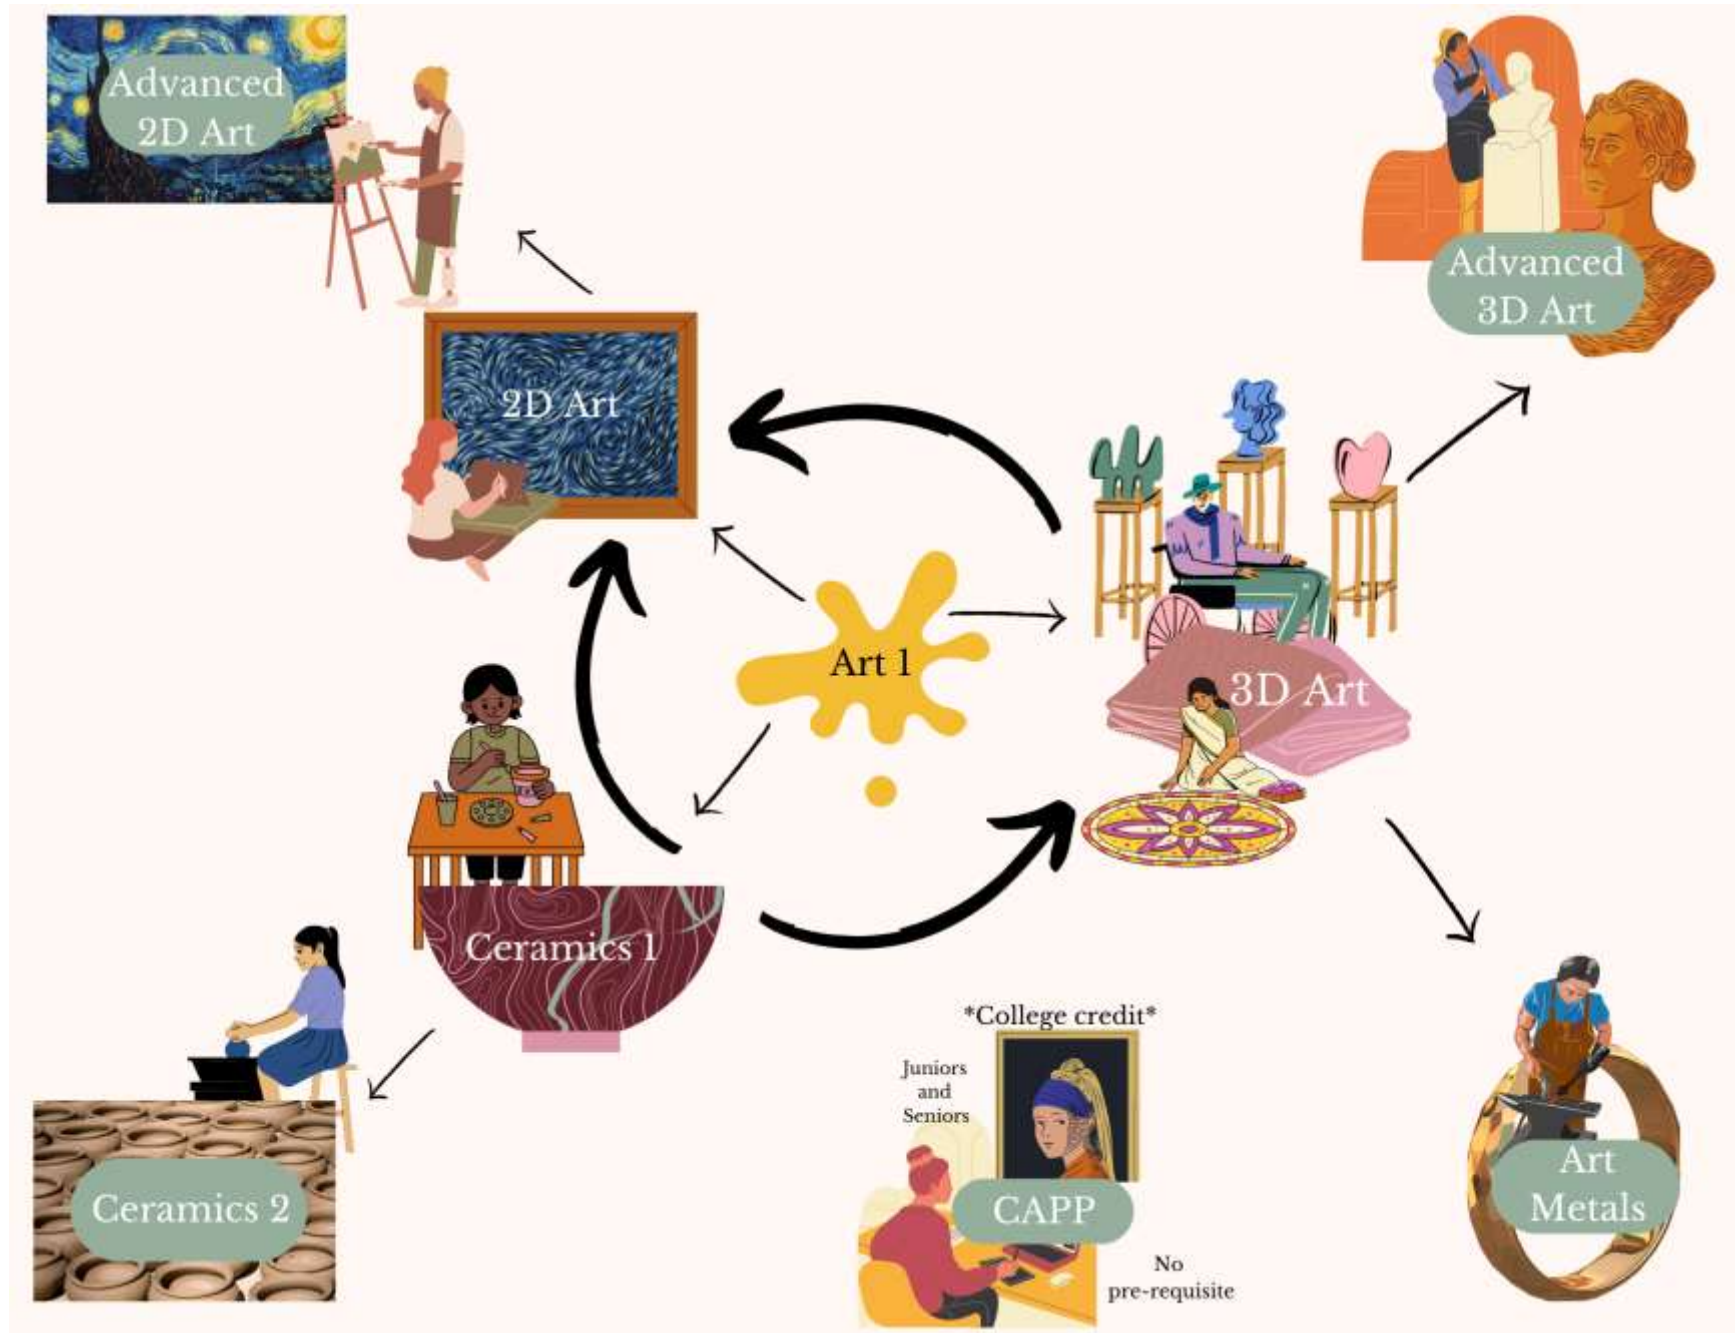 Advanced
2D Art
Advanced
3D Art
2D Art
Art 1
3D Art
Ceramics 1
*College credit*
Juniors
and
Seniors
CAPP
No
pre-requisite
Art
Metals
Ceramics 2